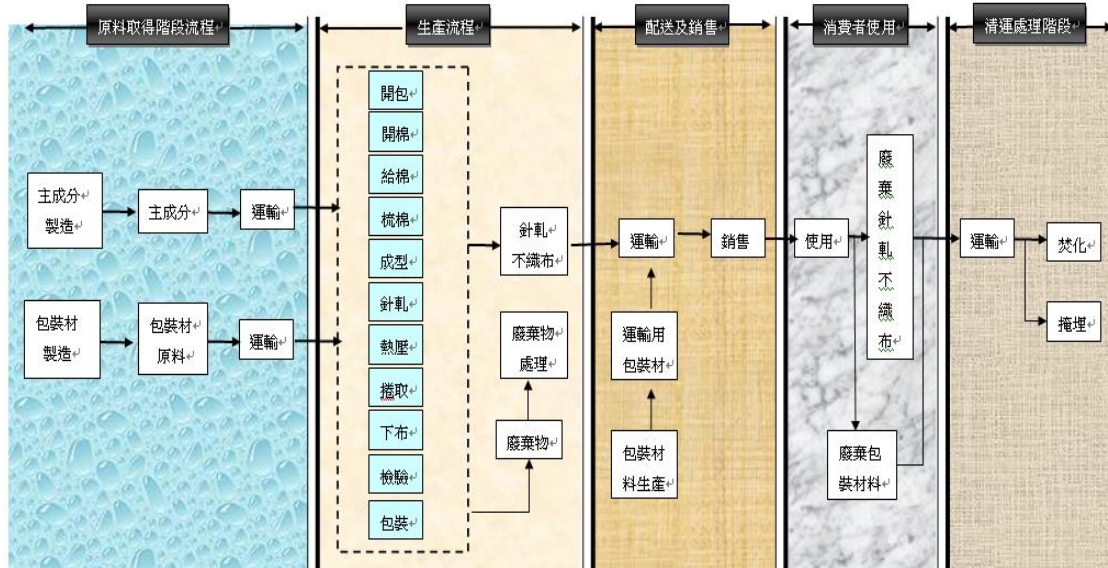 原料取得階段流程
生產流程
配送及銷售
消費者使用
清運處理階段
主成分
製造
主成分
運輸
包裝材
製造
包裝材
原料
運輸
開包
開棉
給棉
梳棉
成型
針軋
熱壓
捲取
下布
檢驗
包裝
針軋
不織布
廢棄物
處理
廢棄物
運輸
銷售
運輸用
包裝材
包裝材
料生產
使用
廢
棄
針
軋
不
織
布
廢棄包
裝材料
運輸
焚化
掩埋